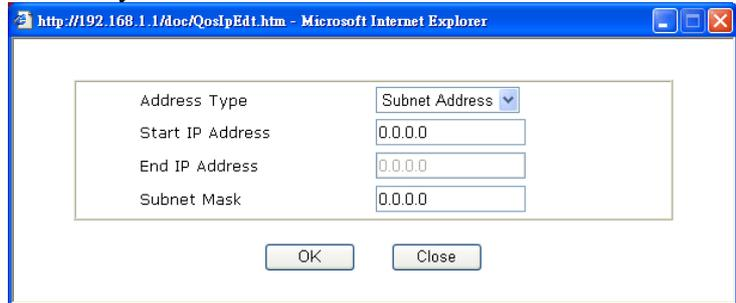 http://192.168.1.1/doc/QosIpEdt.htm - Microsoft Internet Explorer
Address Type Subnet Address
Start IP Address 0.0.0.0
End IP Address 0.0.0.0
Subnet Mask 0.0.0.0
OK Close